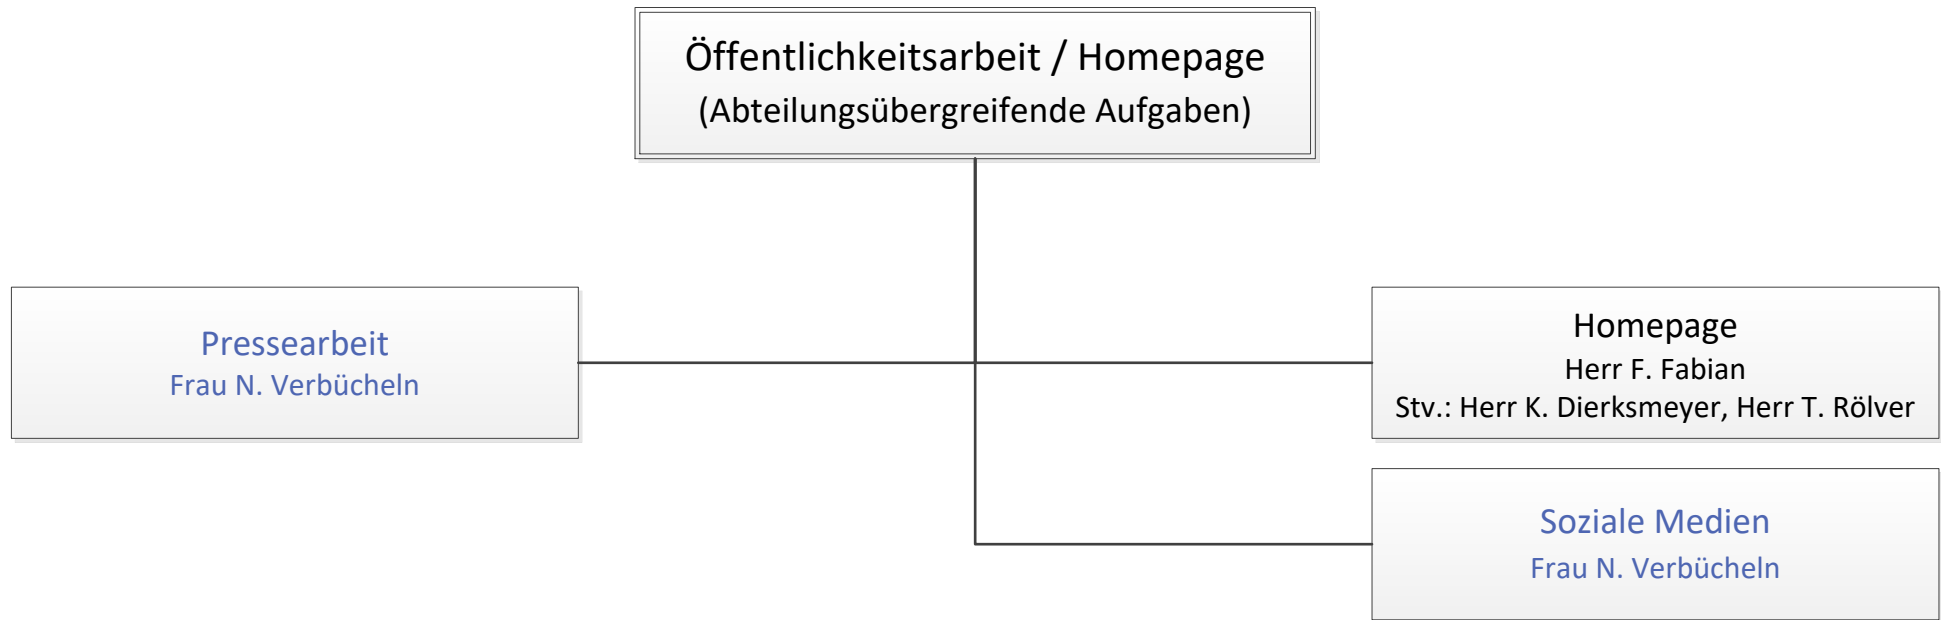 Öffentlichkeitsarbeit / Homepage
(Abteilungsübergreifende Aufgaben)
Pressearbeit
Frau N. Verbücheln
Homepage
Herr F. Fabian
Stv.: Herr K. Dierksmeyer, Herr T. Rölver
Soziale Medien
Frau N. Verbücheln